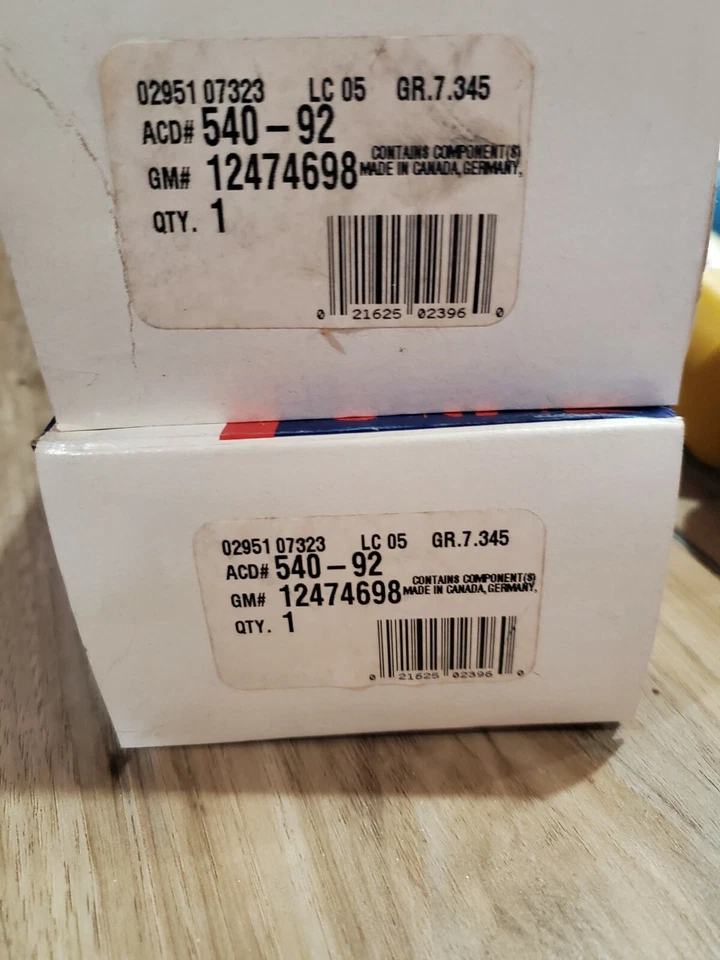 02951 07323 LC 05 GR.7.345
ACD# 540-92
CONTAINS COMPONENT(S)
GM# 12474698 MADE IN CANADA, GERMANY,
QTY. 1
0 21625 02396 0
02951 07323 LC 05 GR.7.345
ACD# 540-92
CONTAINS COMPONENT(S)
GM# 12474698 MADE IN CANADA, GERMANY,
QTY. 1
0 21625 02396 0